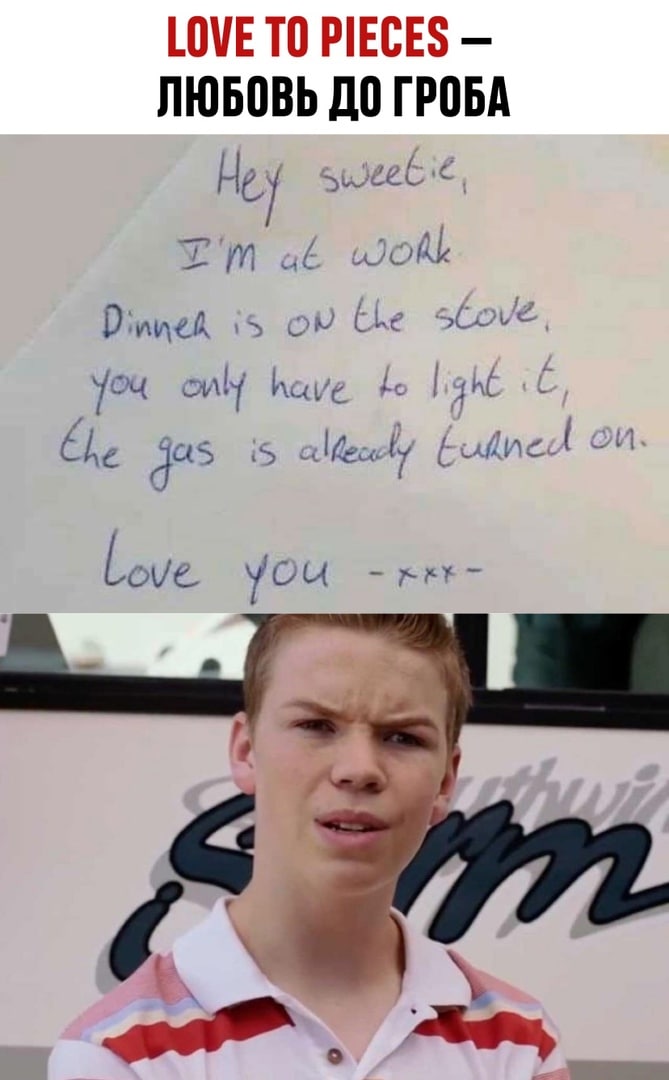 LOVE TO PIECES –
ЛЮБОВЬ ДО ГРОБА
Hey sweetie,
I'm at work
Dinner is on the stove,
you only have to light it,
the gas is already turned on.
Love you -xxx-